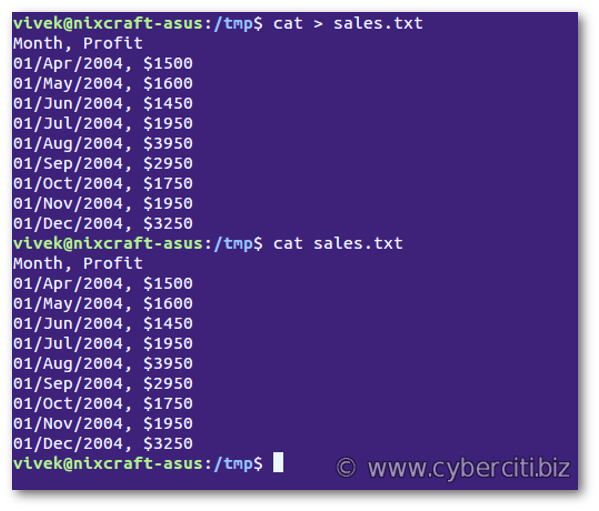 vivek@nixcraft-asus:/tmp$ cat > sales.txt
Month, Profit
01/Apr/2004, $1500
01/May/2004, $1600
01/Jun/2004, $1450
01/Jul/2004, $1950
01/Aug/2004, $3950
01/Sep/2004, $2950
01/Oct/2004, $1750
01/Nov/2004, $1950
01/Dec/2004, $3250
vivek@nixcraft-asus:/tmp$ cat sales.txt
Month, Profit
01/Apr/2004, $1500
01/May/2004, $1600
01/Jun/2004, $1450
01/Jul/2004, $1950
01/Aug/2004, $3950
01/Sep/2004, $2950
01/Oct/2004, $1750
01/Nov/2004, $1950
01/Dec/2004, $3250
vivek@nixcraft-asus:/tmp$
© www.cyberciti.biz